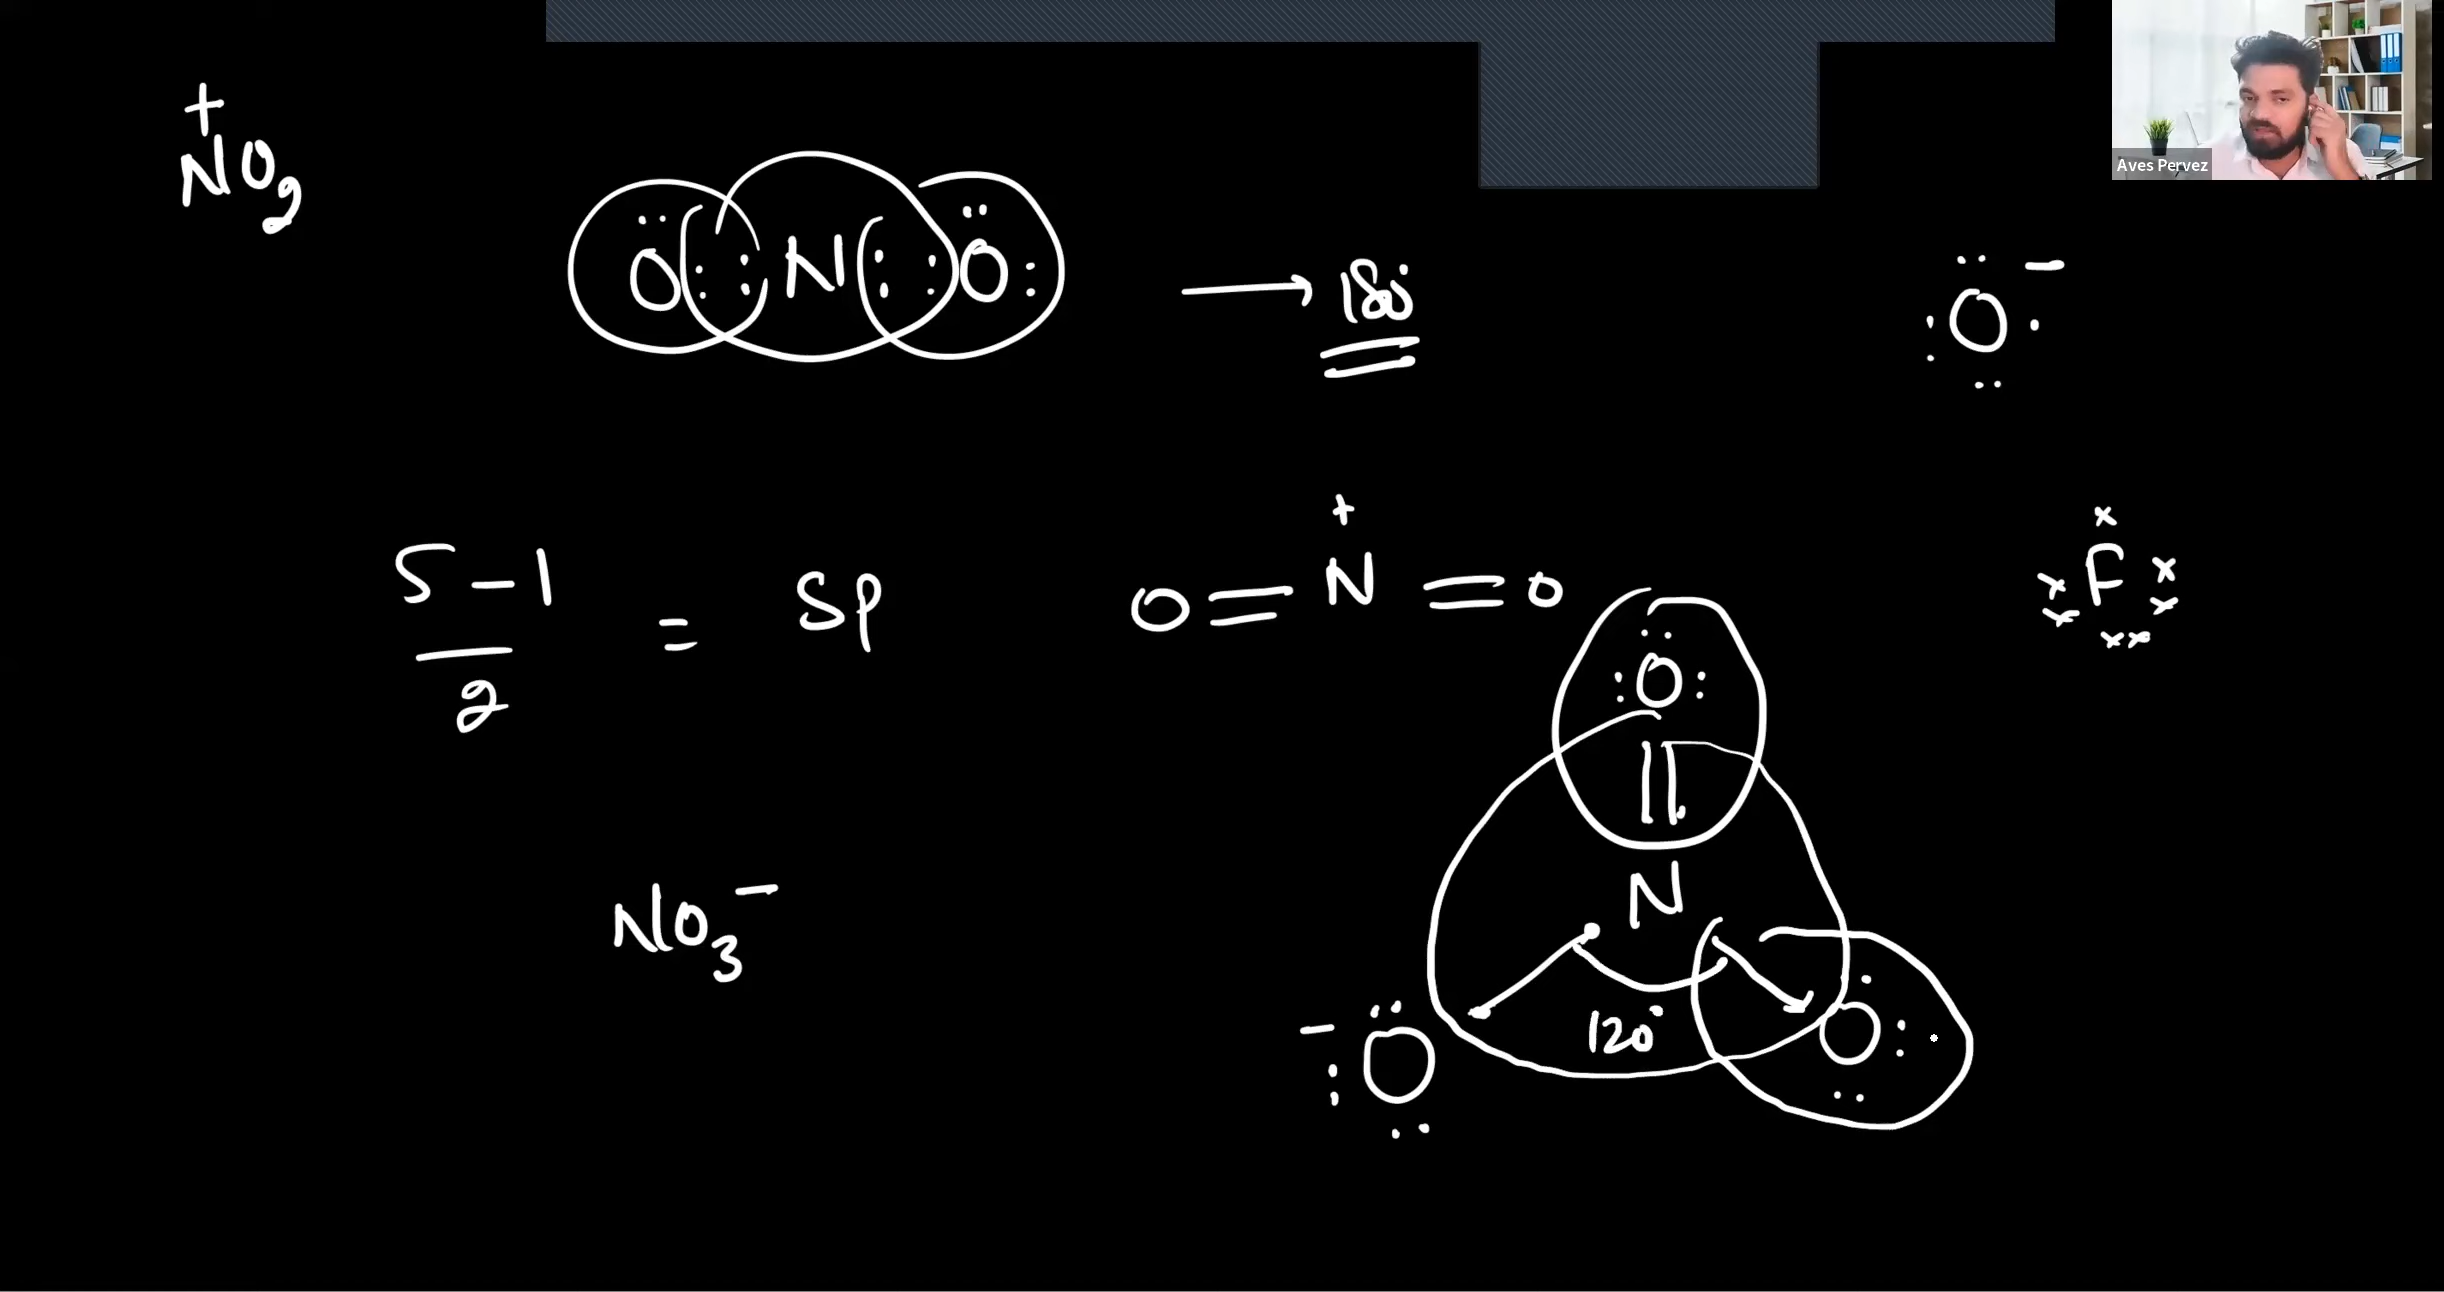 +
NO2
Aves Pervez
O N O → 180°
O −
5 − 1 / 2 = Sp
+
O = N = O
F
O
||
N
NO3 −
120°
− O
O